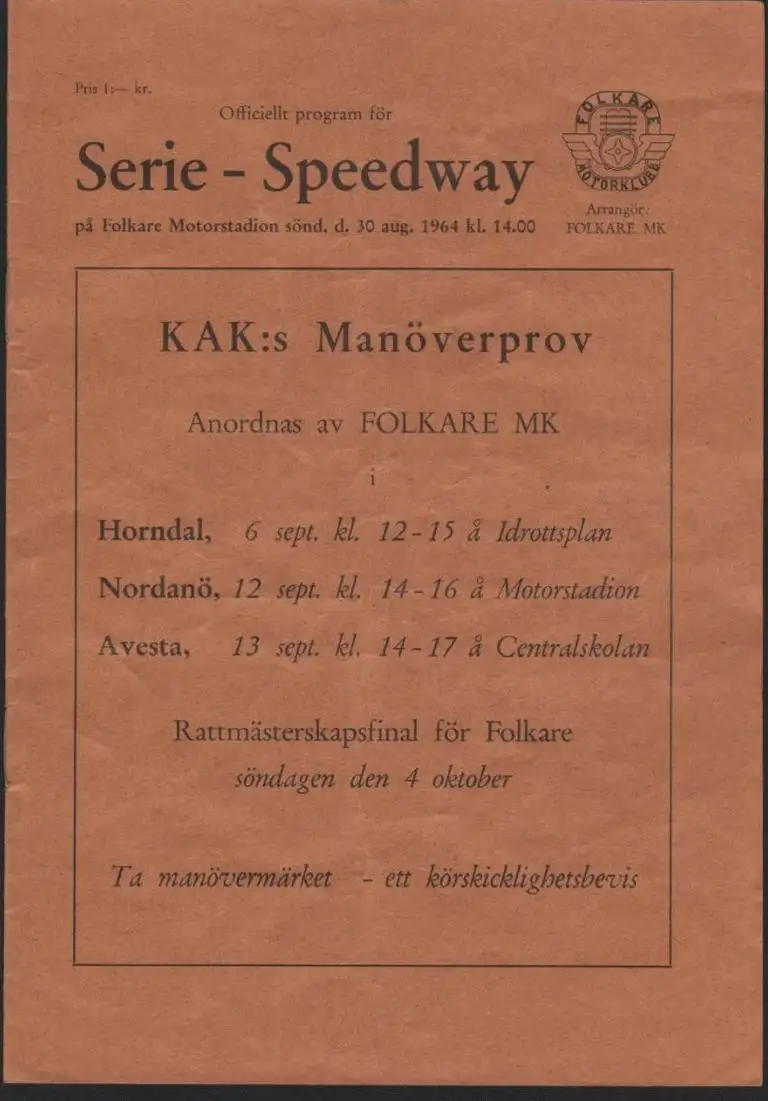 Pris 1:— kr.
Officiellt program för
Serie - Speedway
på Folkare Motorstadion sönd. d. 30 aug. 1964 kl. 14.00
FOLKARE
MOTORKLUBB
Arrangör:
FOLKARE MK
KAK:s Manöverprov
Anordnas av FOLKARE MK
i
Horndal, 6 sept. kl. 12-15 å Idrottsplan
Nordanö, 12 sept. kl. 14-16 å Motorstadion
Avesta, 13 sept. kl. 14-17 å Centralskolan
Rattmästerskapsfinal för Folkare
söndagen den 4 oktober
Ta manövermärket - ett körskicklighetsbevis